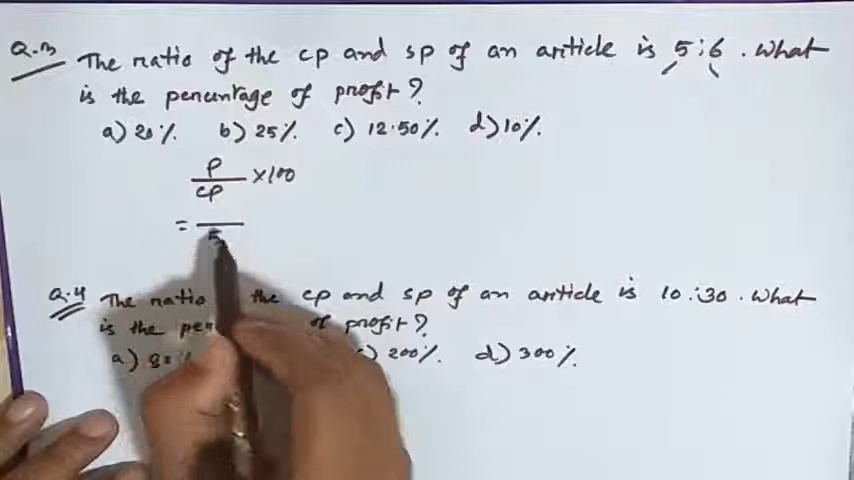 Q.3 The ratio of the cp and sp of an article is 5:6. What
is the percentage of profit?
a) 20% b) 25% c) 12.50% d) 10%
P/CP ×100
= /5
Q.4 The ratio the cp and sp of an article is 10:30. What
is the of profit?
a) 200% d) 300%